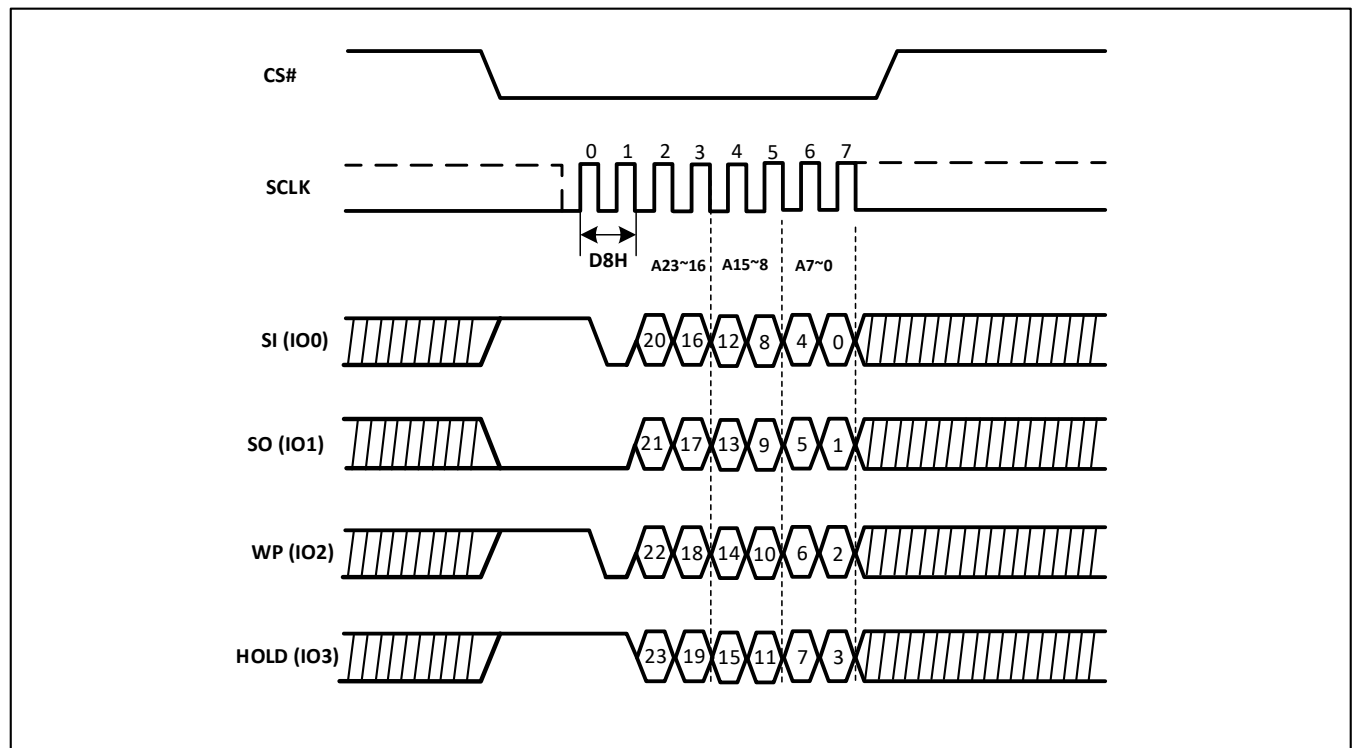 CS#
0 1 2 3 4 5 6 7
SCLK
D8H A23~16 A15~8 A7~0
SI (IO0) 20 16 12 8 4 0
SO (IO1) 21 17 13 9 5 1
WP (IO2) 22 18 14 10 6 2
HOLD (IO3) 23 19 15 11 7 3